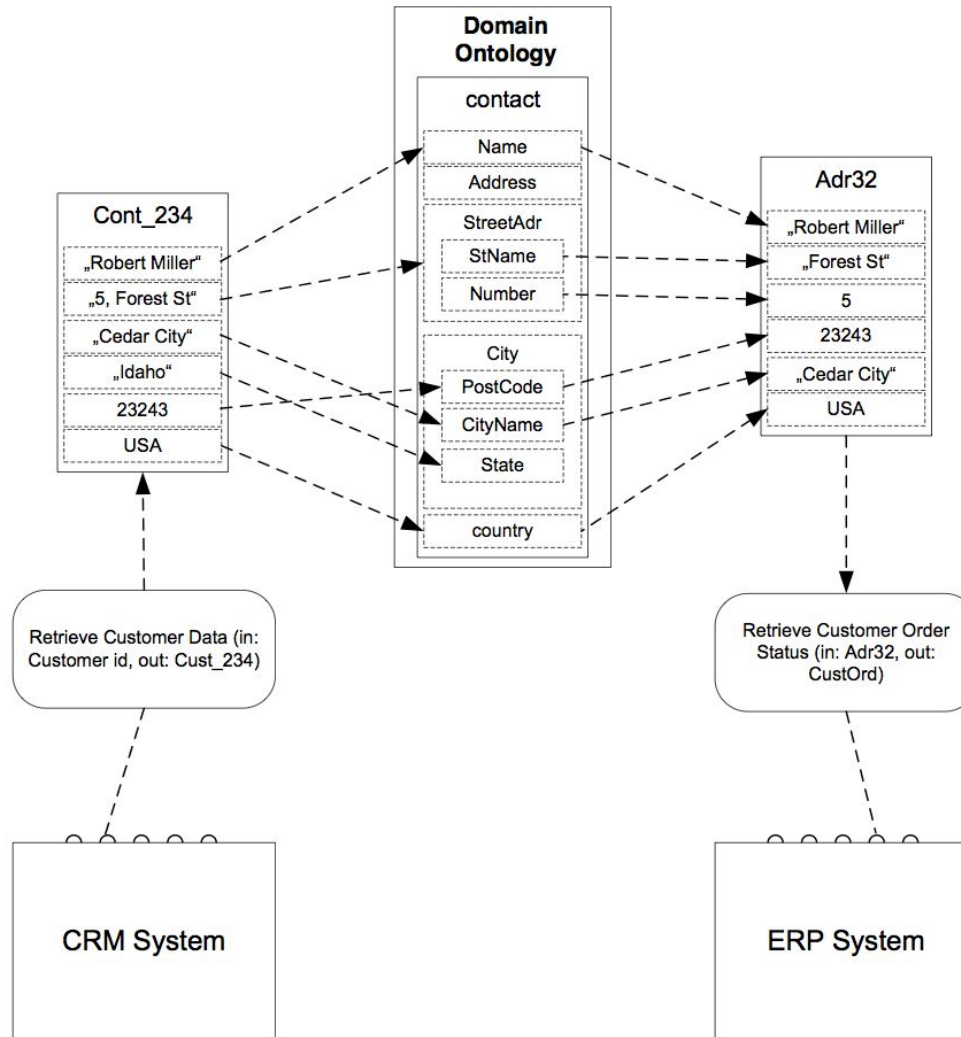 Domain
Ontology
contact
Name
Address
StreetAdr
StName
Number
City
PostCode
CityName
State
country
Cont_234
„Robert Miller“
„5, Forest St“
„Cedar City“
„Idaho“
23243
USA
Adr32
„Robert Miller“
„Forest St“
5
23243
„Cedar City“
USA
Retrieve Customer Data (in:
Customer id, out: Cust_234)
Retrieve Customer Order
Status (in: Adr32, out:
CustOrd)
CRM System
ERP System